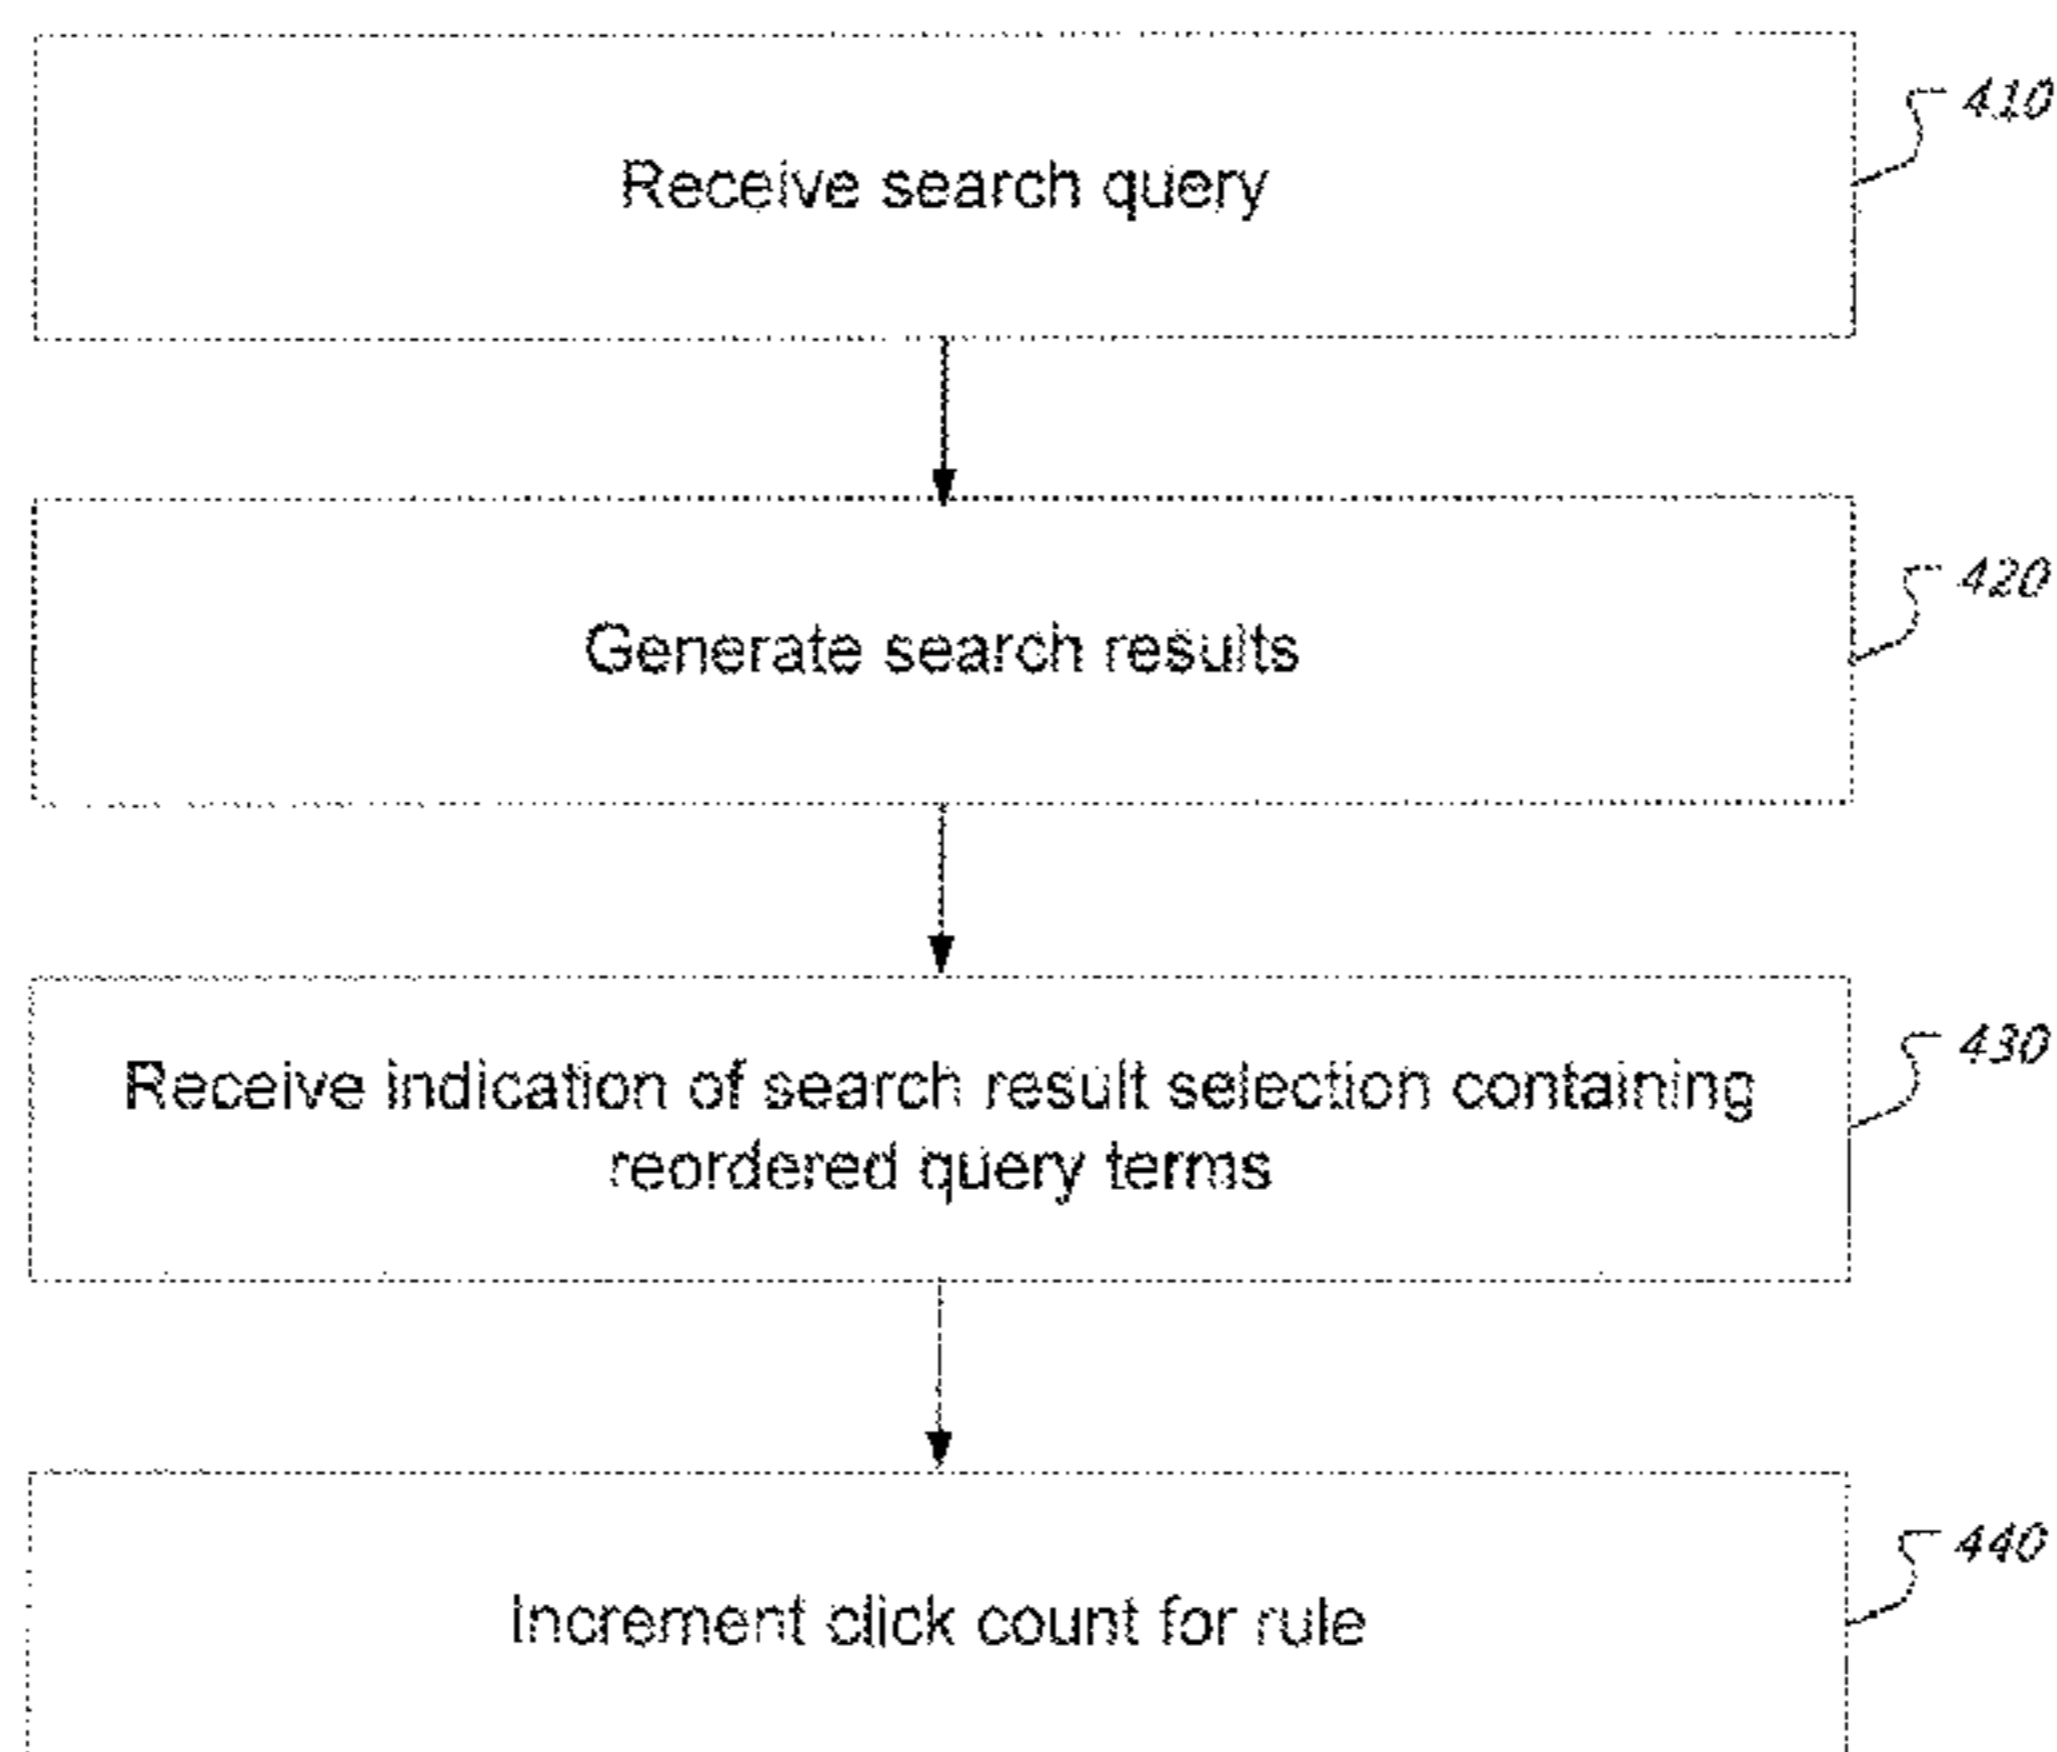 410
Receive search query
420
Generate search results
430
Receive indication of search result selection containing
reordered query terms
440
Increment click count for rule